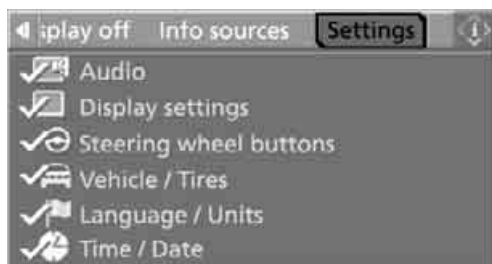 splay off Info sources Settings i
Audio
Display settings
Steering wheel buttons
Vehicle / Tires
Language / Units
Time / Date